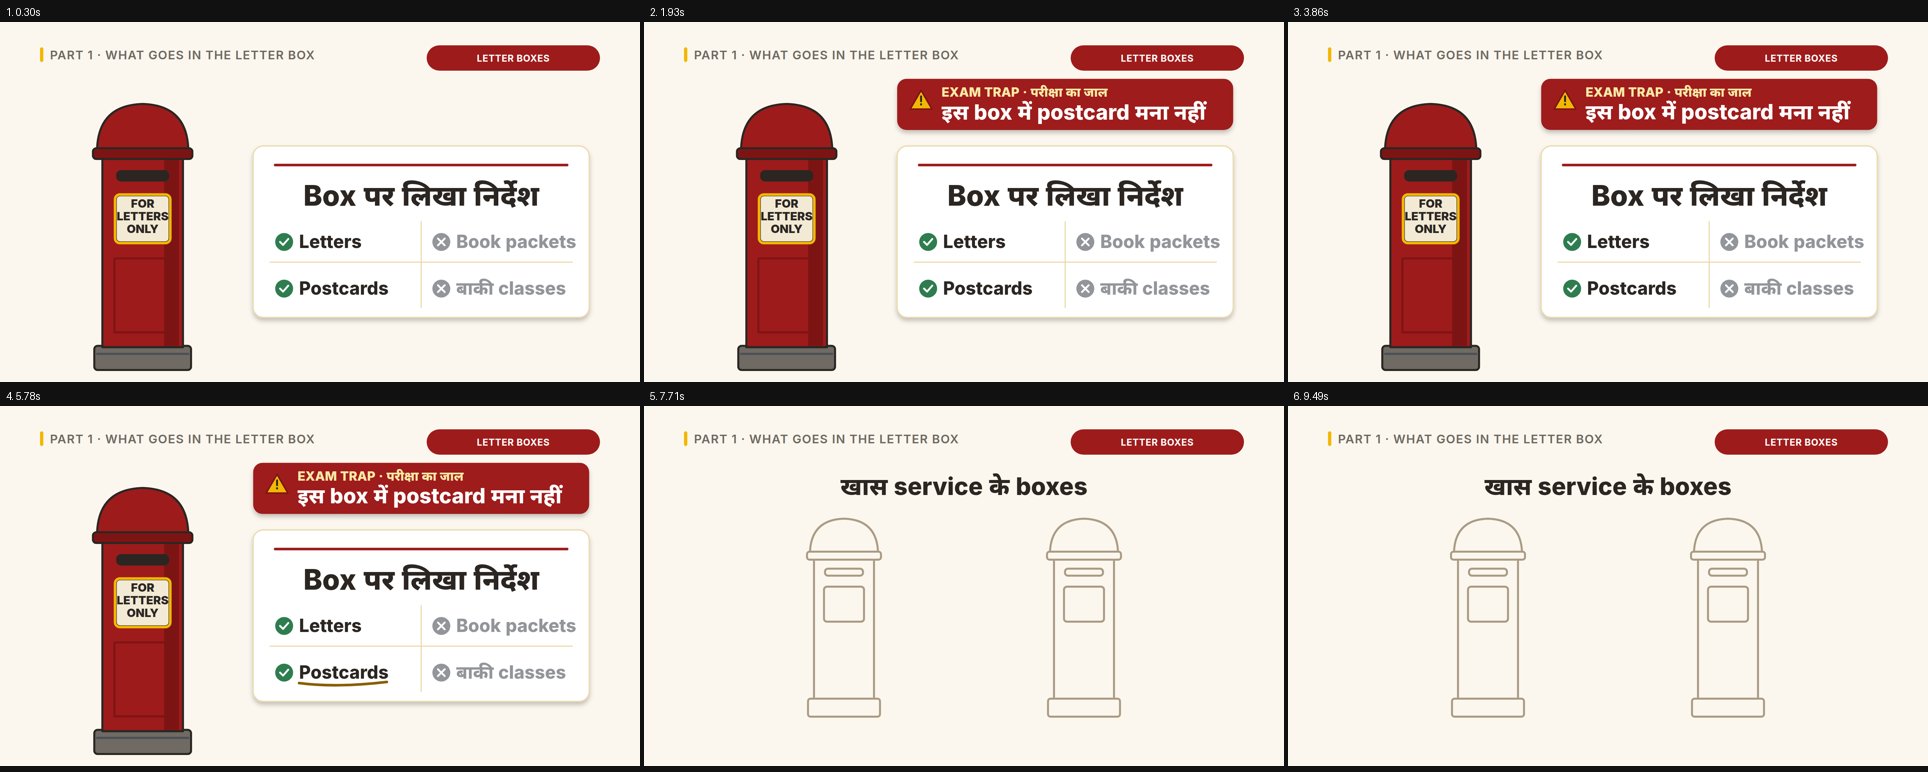 1. 0.30s
PART 1 · WHAT GOES IN THE LETTER BOX
LETTER BOXES
FOR
LETTERS
ONLY
Box पर लिखा निर्देश
Letters
Book packets
Postcards
बाकी classes
2. 1.93s
PART 1 · WHAT GOES IN THE LETTER BOX
LETTER BOXES
EXAM TRAP · परीक्षा का जाल
इस box में postcard मना नहीं
FOR
LETTERS
ONLY
Box पर लिखा निर्देश
Letters
Book packets
Postcards
बाकी classes
3. 3.86s
PART 1 · WHAT GOES IN THE LETTER BOX
LETTER BOXES
EXAM TRAP · परीक्षा का जाल
इस box में postcard मना नहीं
FOR
LETTERS
ONLY
Box पर लिखा निर्देश
Letters
Book packets
Postcards
बाकी classes
4. 5.78s
PART 1 · WHAT GOES IN THE LETTER BOX
LETTER BOXES
EXAM TRAP · परीक्षा का जाल
इस box में postcard मना नहीं
FOR
LETTERS
ONLY
Box पर लिखा निर्देश
Letters
Book packets
Postcards
बाकी classes
5. 7.71s
PART 1 · WHAT GOES IN THE LETTER BOX
LETTER BOXES
खास service के boxes
6. 9.49s
PART 1 · WHAT GOES IN THE LETTER BOX
LETTER BOXES
खास service के boxes